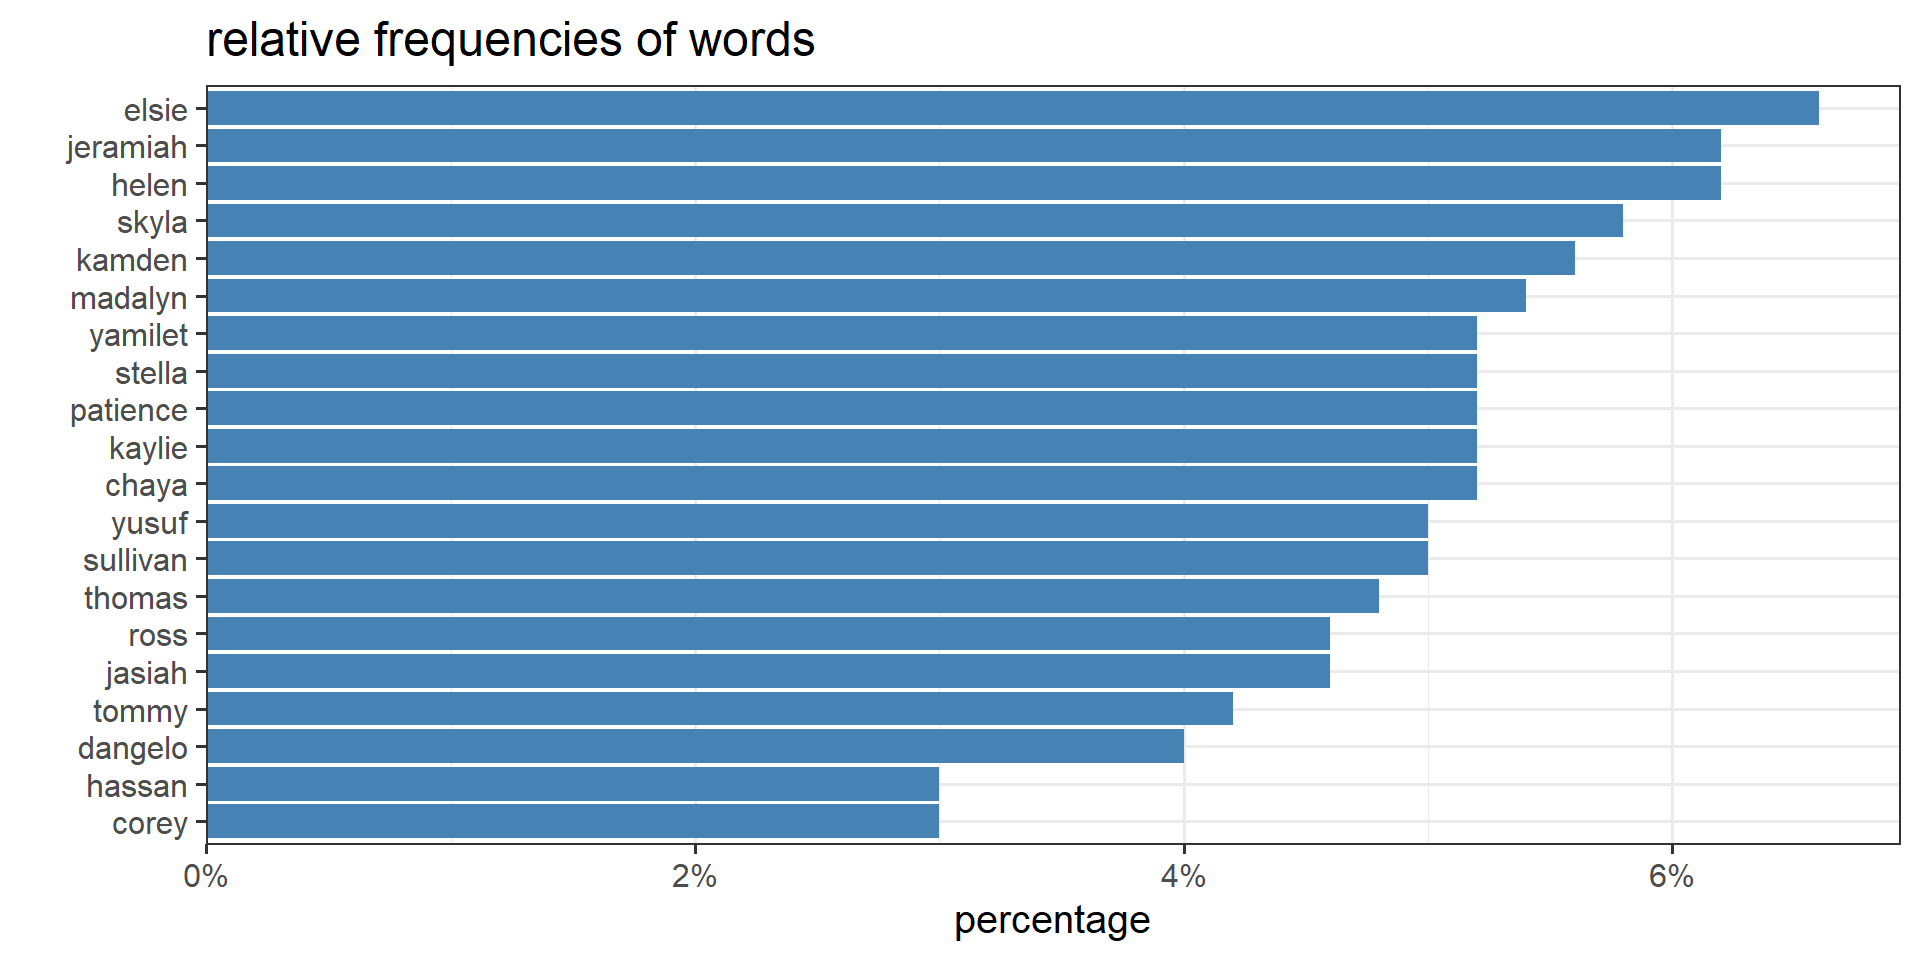 relative frequencies of words
elsie
jeramiah
helen
skyla
kamden
madalyn
yamilet
stella
patience
kaylie
chaya
yusuf
sullivan
thomas
ross
jasiah
tommy
dangelo
hassan
corey
0% 2% 4% 6%
percentage